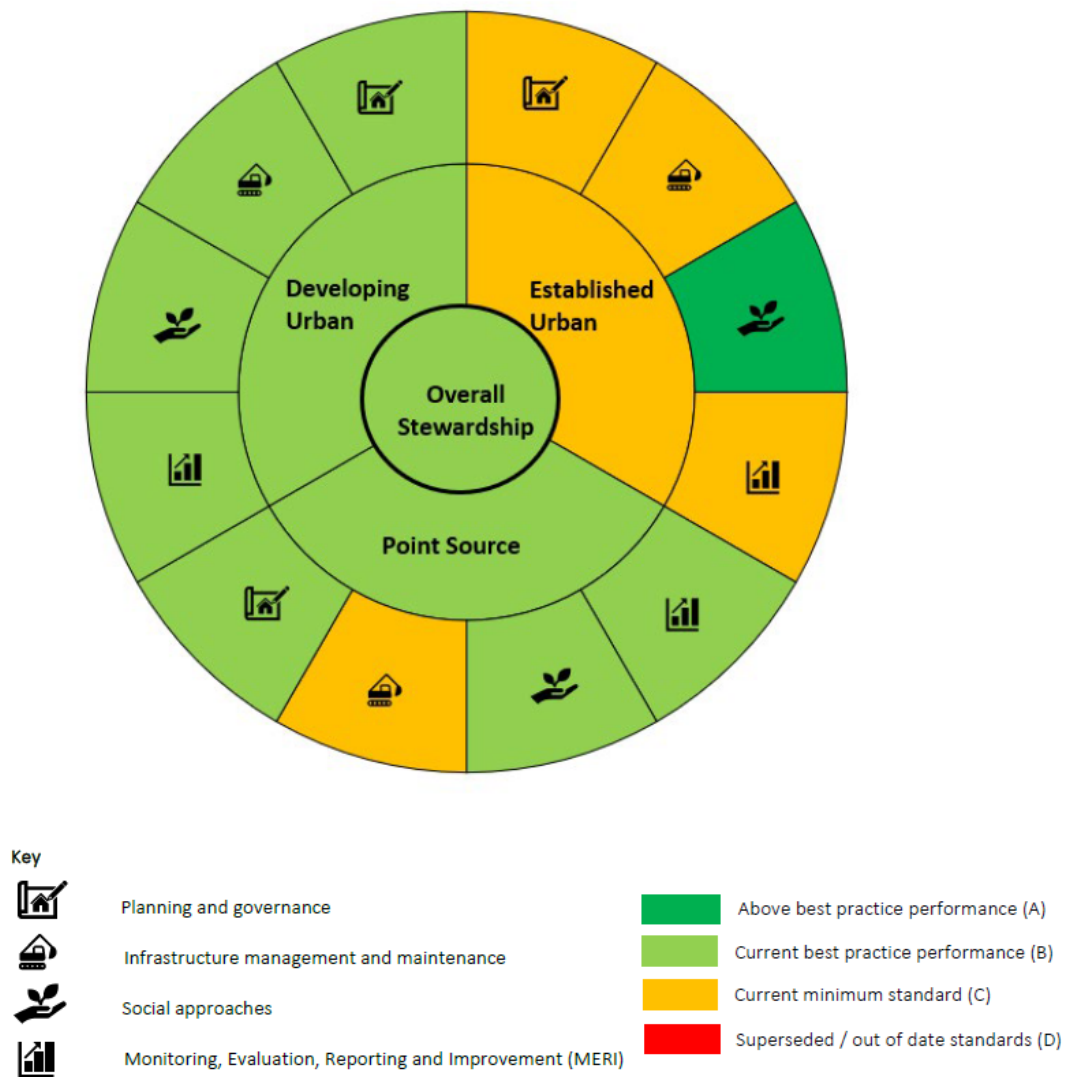 Developing
Urban
Established
Urban
Overall
Stewardship
Point Source
Key
Planning and governance
Infrastructure management and maintenance
Social approaches
Monitoring, Evaluation, Reporting and Improvement (MERI)
Above best practice performance (A)
Current best practice performance (B)
Current minimum standard (C)
Superseded / out of date standards (D)